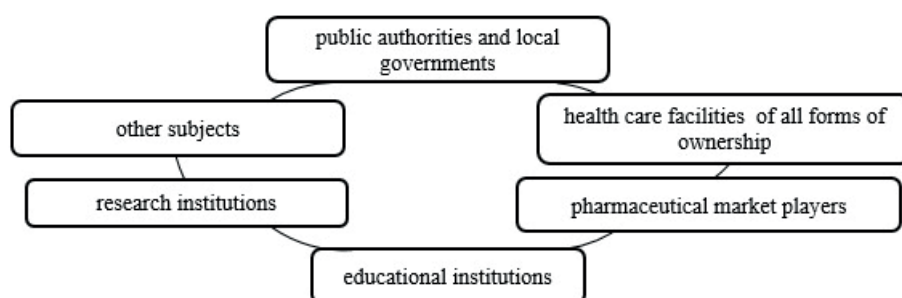 public authorities and local
governments
other subjects
health care facilities of all forms of
ownership
research institutions
pharmaceutical market players
educational institutions